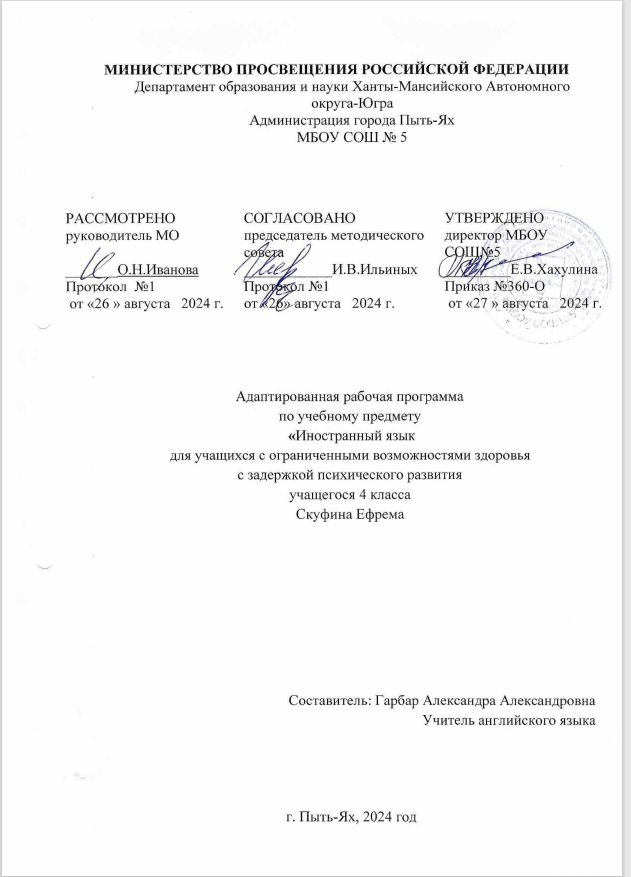 МИНИСТЕРСТВО ПРОСВЕЩЕНИЯ РОССИЙСКОЙ ФЕДЕРАЦИИ
Департамент образования и науки Ханты-Мансийского Автономного
округа-Югра
Администрация города Пыть-Ях
МБОУ СОШ № 5
РАССМОТРЕНО
руководитель МО
О.Н.Иванова
Протокол №1
от «26 » августа 2024 г.
СОГЛАСОВАНО
председатель методического
совета
И.В.Ильиных
Протокол №1
от «26» августа 2024 г.
УТВЕРЖДЕНО
директор МБОУ
СОШ№5
Е.В.Хахулина
Приказ №360-О
от «27 » августа 2024 г.
Адаптированная рабочая программа
по учебному предмету
«Иностранный язык
для учащихся с ограниченными возможностями здоровья
с задержкой психического развития
учащегося 4 класса
Скуфина Ефрема
Составитель: Гарбар Александра Александровна
Учитель английского языка
г. Пыть-Ях, 2024 год